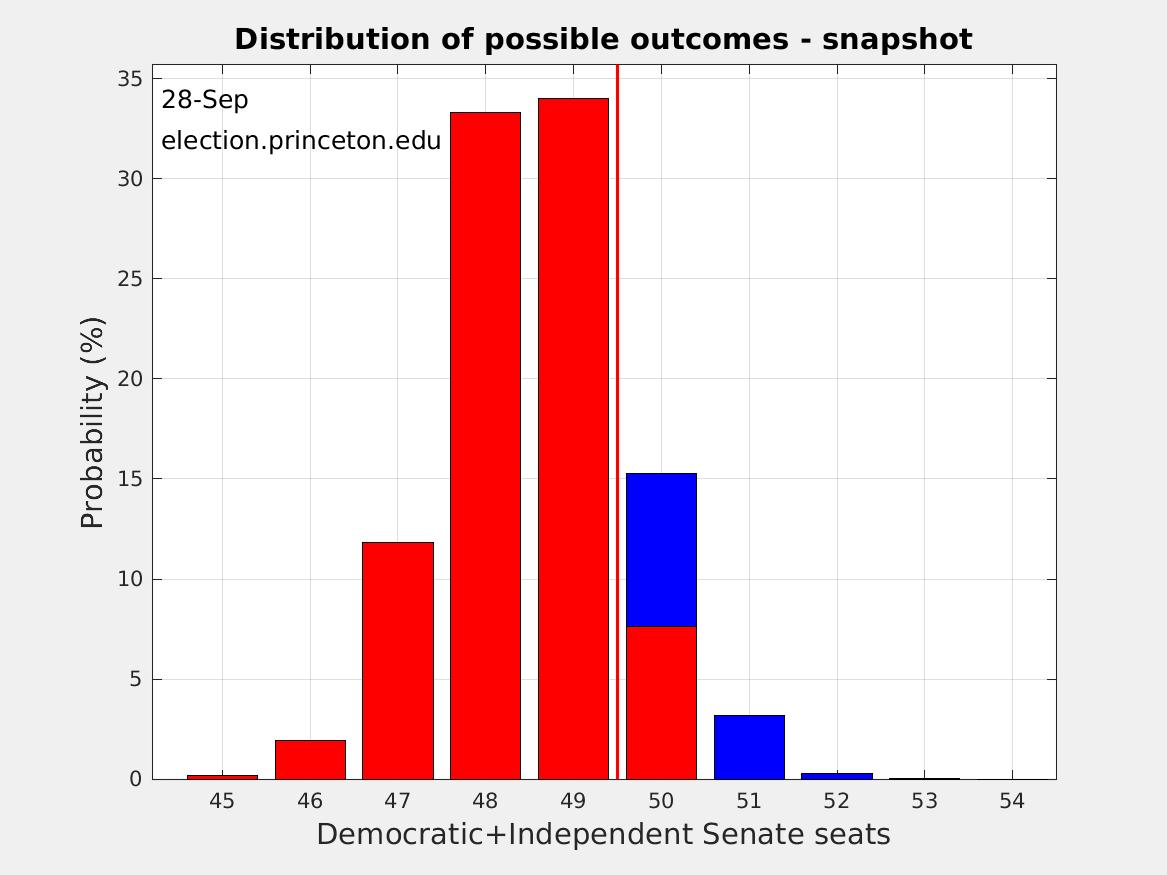 Distribution of possible outcomes - snapshot
28-Sep
election.princeton.edu
35
30
25
20
15
10
5
0
Probability (%)
45 46 47 48 49 50 51 52 53 54
Democratic+Independent Senate seats